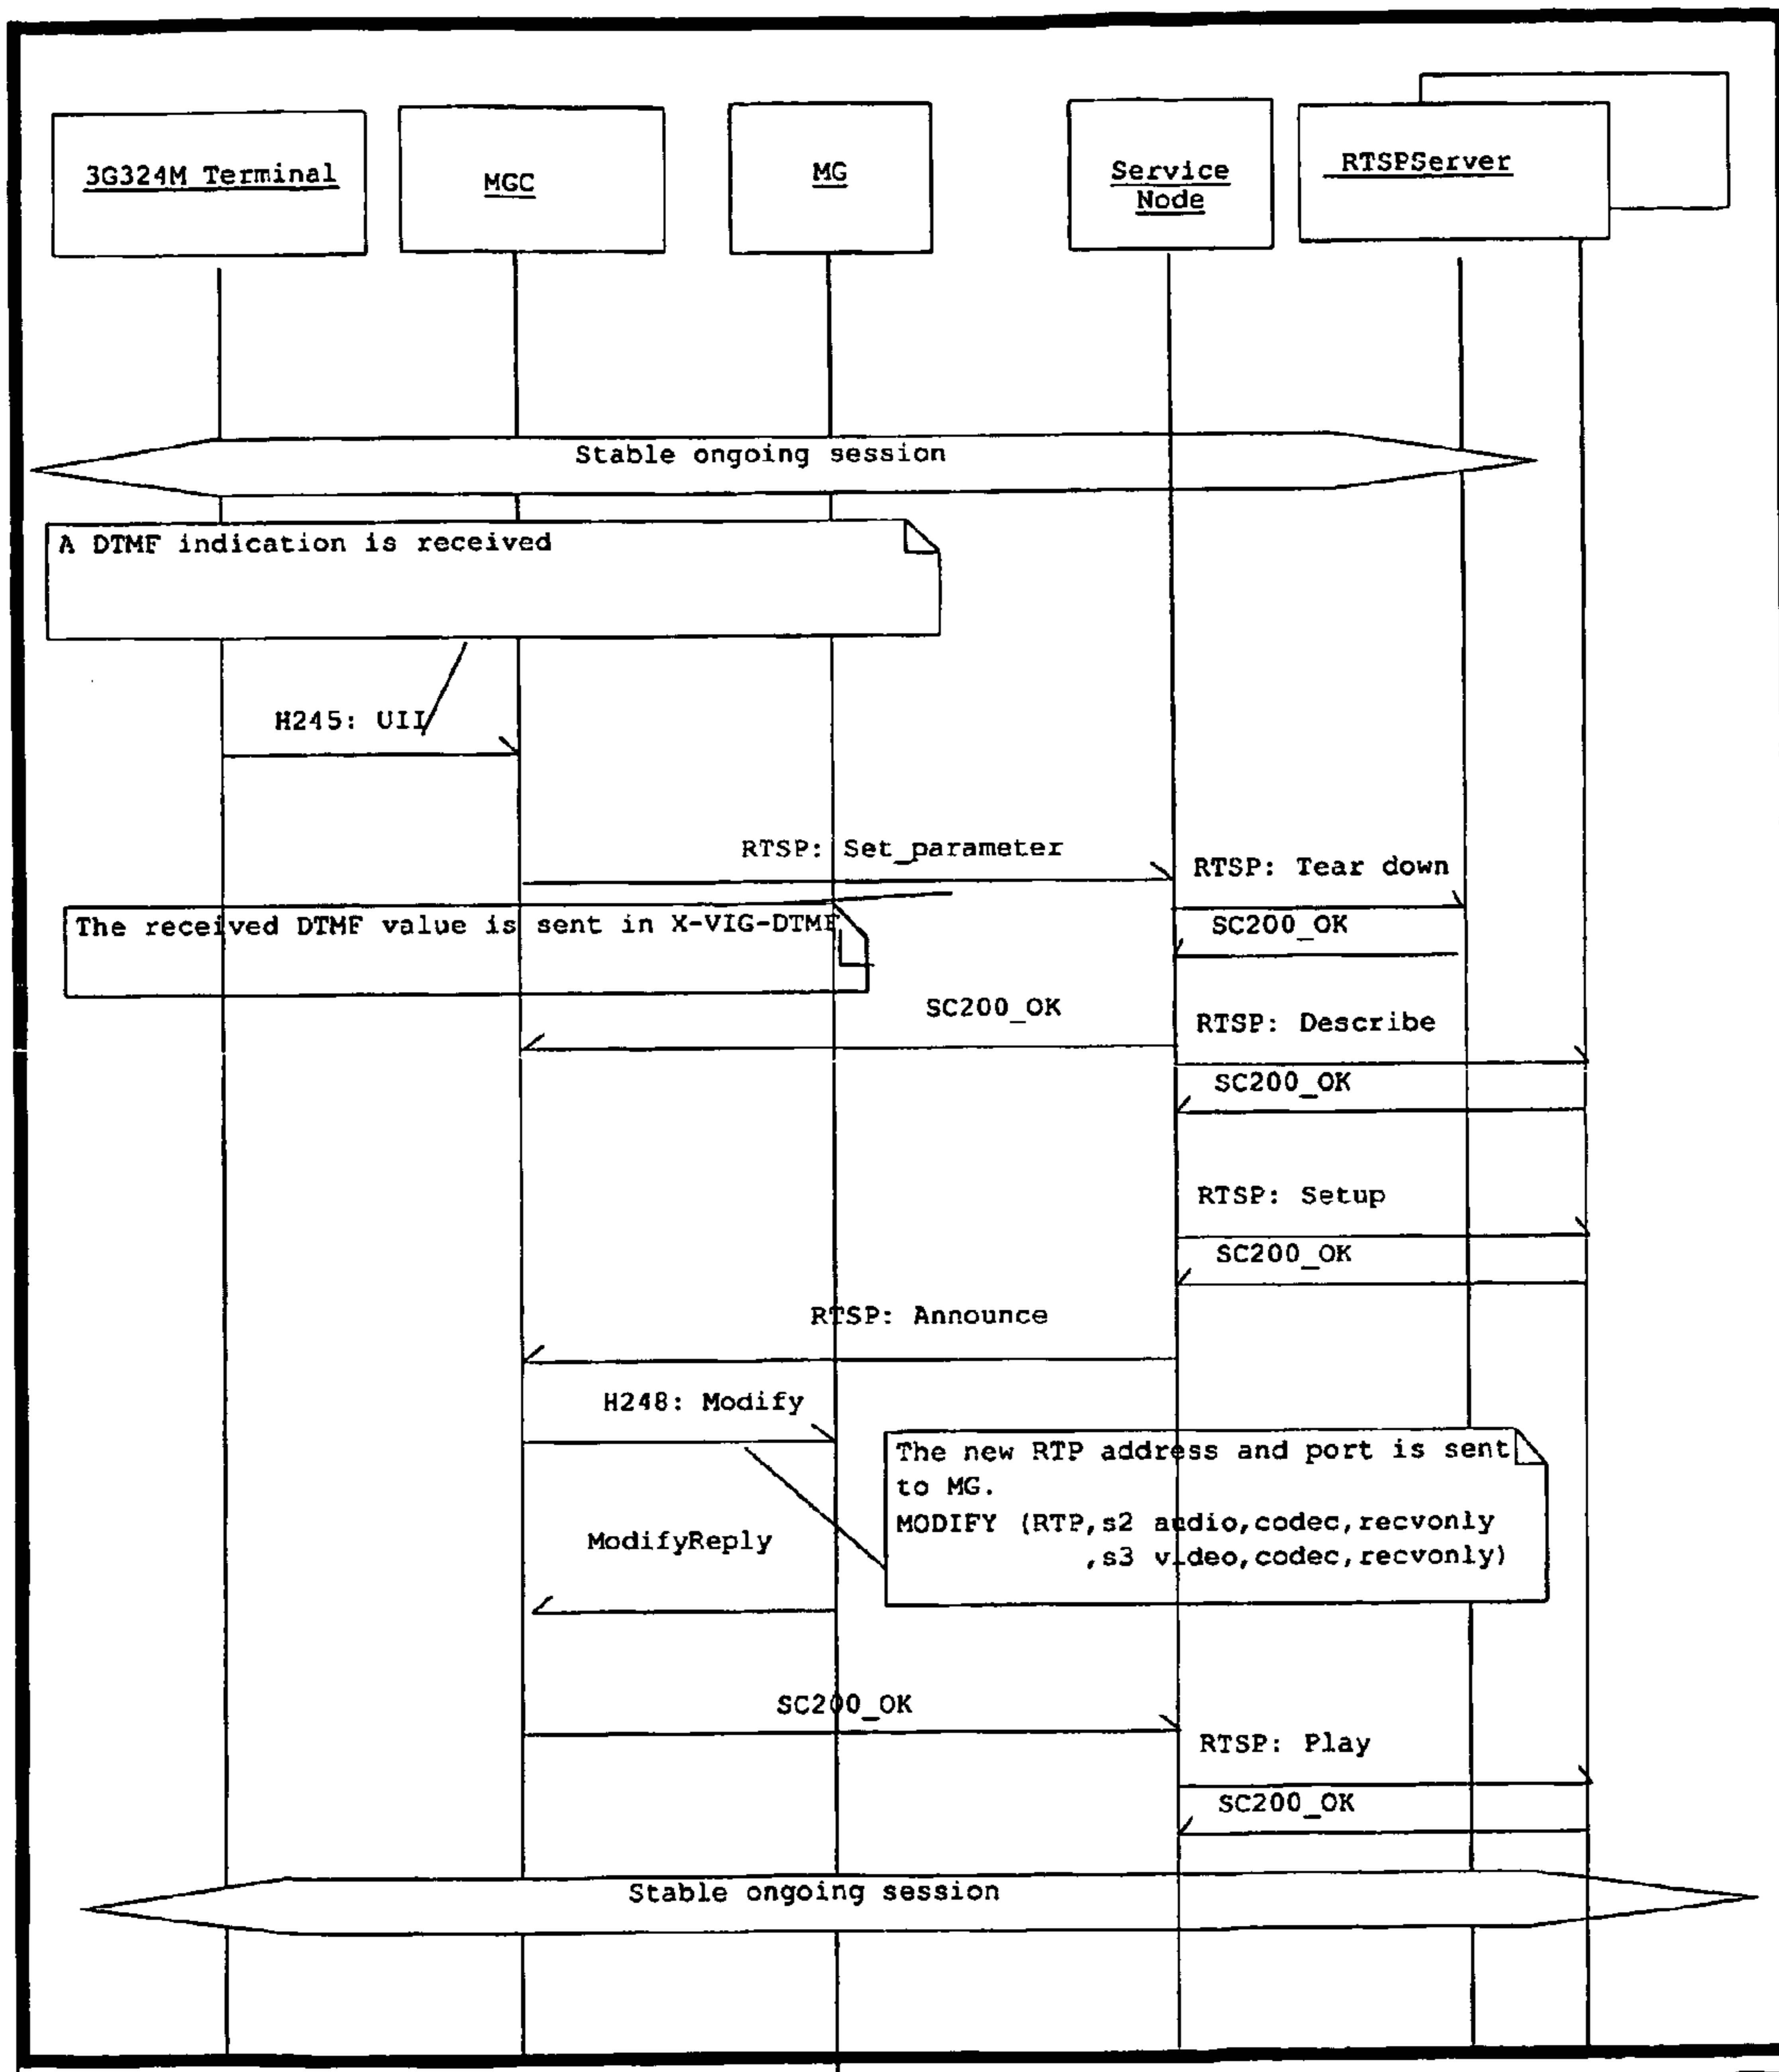 3G324M Terminal
MGC
MG
Service
Node
RTSPServer
Stable ongoing session
A DTMF indication is received
H245: UII
RTSP: Set_parameter
RTSP: Tear down
The received DTMF value is sent in X-VIG-DTMF
SC200_OK
SC200_OK
RTSP: Describe
SC200_OK
RTSP: Setup
SC200_OK
RTSP: Announce
H248: Modify
The new RTP address and port is sent
to MG.
MODIFY (RTP,s2 audio,codec,recvonly
,s3 video,codec,recvonly)
ModifyReply
SC200_OK
RTSP: Play
SC200_OK
Stable ongoing session